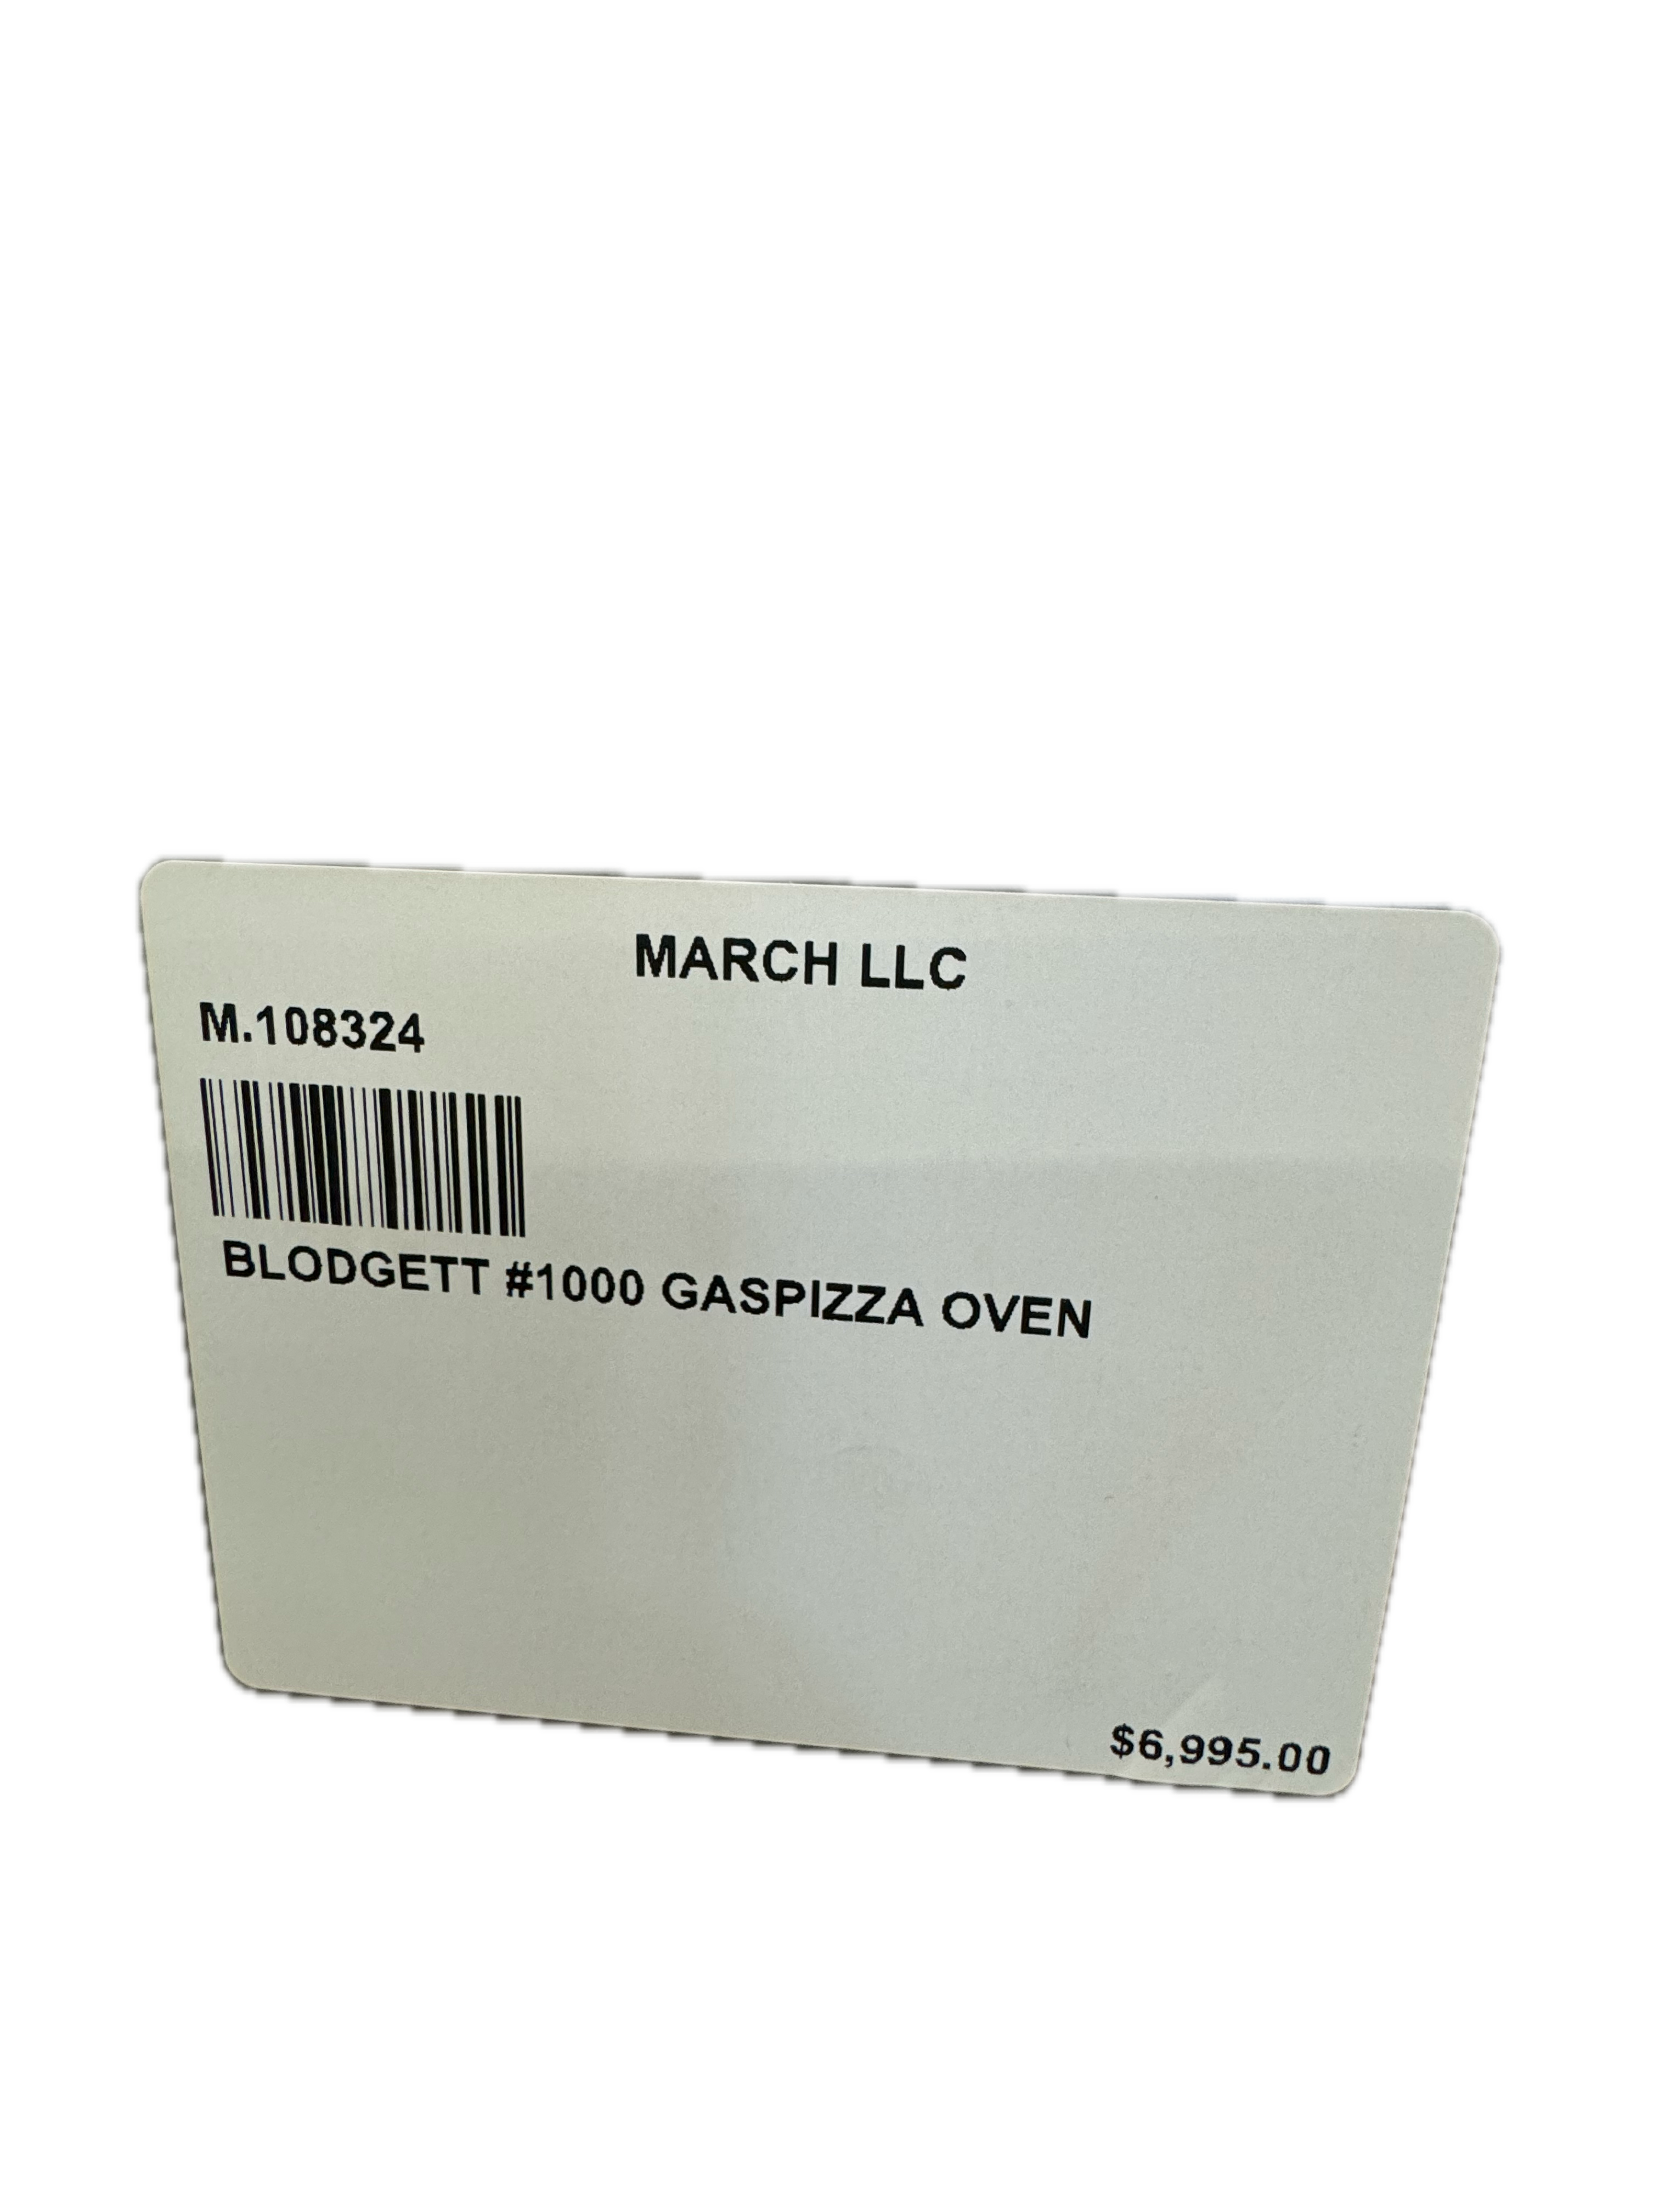 MARCH LLC
M.108324
BLODGETT #1000 GASPIZZA OVEN
$6,995.00